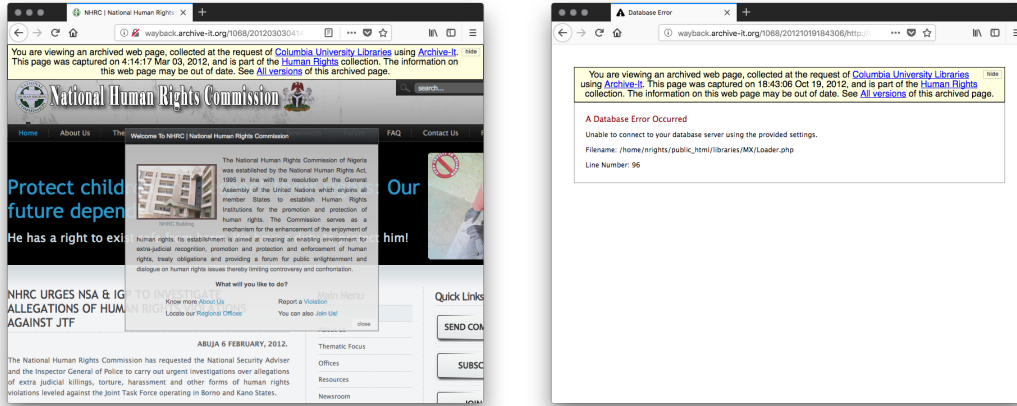 NHRC | National Human Rights
wayback.archive-it.org/1068/20120303041
You are viewing an archived web page, collected at the request of Columbia University Libraries using Archive-It.
hide
This page was captured on 4:14:17 Mar 03, 2012, and is part of the Human Rights collection. The information on
this web page may be out of date. See All versions of this archived page.
National Human Rights Commission
search...
Home About Us The FAQ Contact Us
Welcome To NHRC | National Human Rights Commission
The National Human Rights Commission of Nigeria
was established by the National Human Rights Act,
1995 in line with the resolution of the General
Assembly of the United Nations which enjoins all
member States to establish Human Rights
Institutions for the promotion and protection of
human rights. The Commission serves as a
mechanism for the enhancement of the enjoyment of
NHRC Building
human rights. Its establishment is aimed at creating an enabling environment for
extra-judicial recognition, promotion and protection and enforcement of human
rights, treaty obligations and providing a forum for public enlightenment and
dialogue on human rights issues thereby limiting controversy and confrontation.
What will you like to do?
Know more About Us Report a Violation
Locate our Regional Offices You can also Join Us!
close
Protect child Our
future depen
He has a right to exis him!
NHRC URGES NSA & IGP TO INVESTIGATE
ALLEGATIONS OF HUMAN RIGHTS VIOLATIONS
AGAINST JTF
ABUJA 6 FEBRUARY, 2012.
The National Human Rights Commission has requested the National Security Adviser
and the Inspector General of Police to carry out urgent investigations over allegations
of extra judicial killings, torture, harassment and other forms of human rights
violations leveled against the Joint Task Force operating in Borno and Kano States.
Main Menu
About Us
Thematic Focus
Offices
Resources
Newsroom
Quick Links
SEND COM
SUBSC
JOIN
Database Error
wayback.archive-it.org/1068/20121019184306/http:/
You are viewing an archived web page, collected at the request of Columbia University Libraries
hide
using Archive-It. This page was captured on 18:43:06 Oct 19, 2012, and is part of the Human Rights
collection. The information on this web page may be out of date. See All versions of this archived page.
A Database Error Occurred
Unable to connect to your database server using the provided settings.
Filename: /home/nrights/public_html/libraries/MX/Loader.php
Line Number: 96